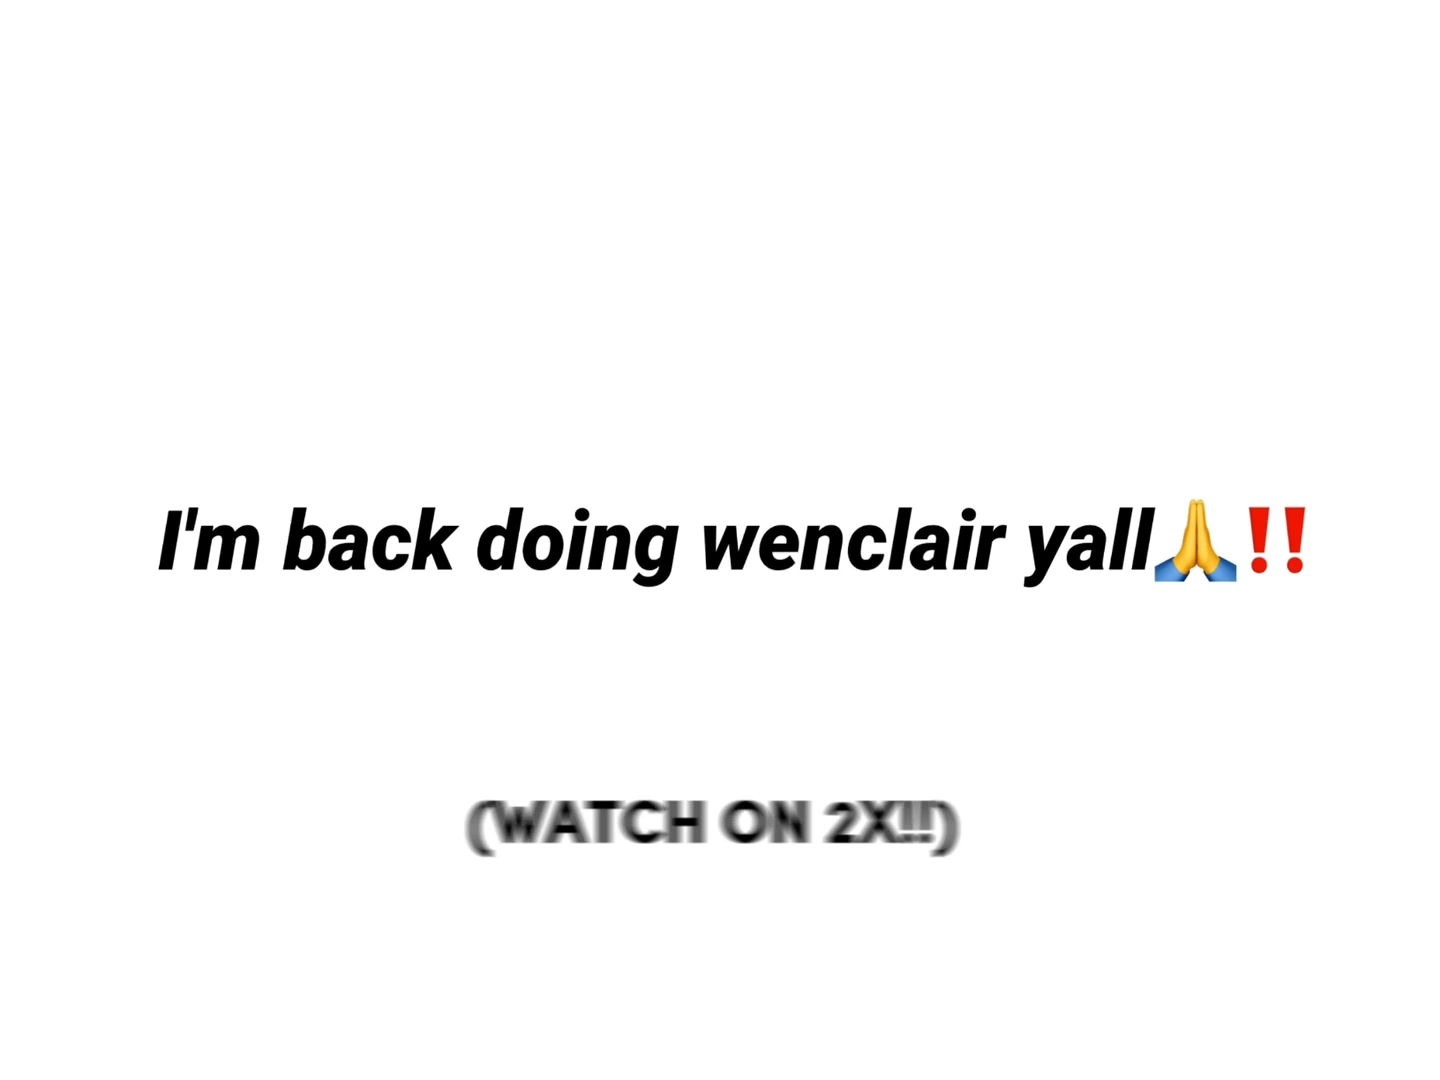 I'm back doing wenclair yall🙏‼️
(WATCH ON 2X!!)